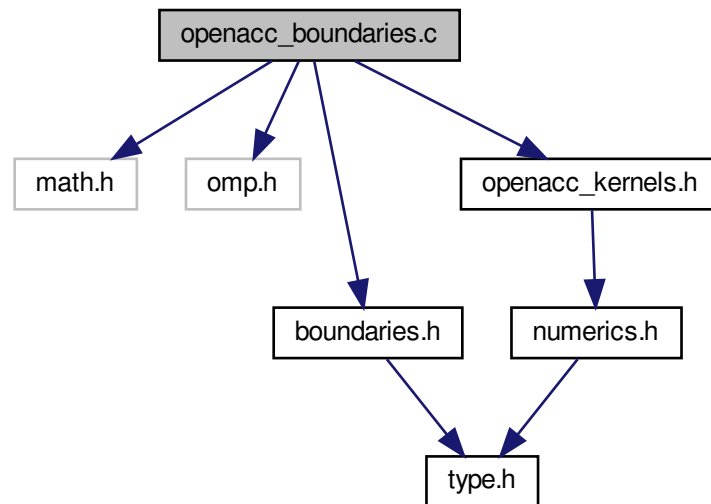 openacc_boundaries.c
math.h
omp.h
openacc_kernels.h
boundaries.h
numerics.h
type.h